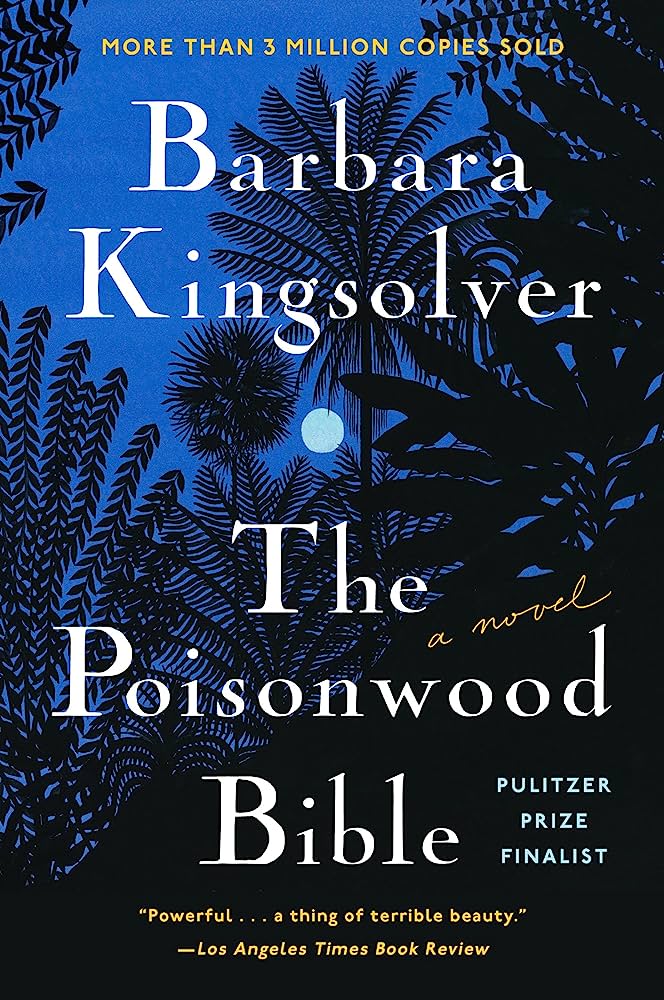 MORE THAN 3 MILLION COPIES SOLD
Barbara
Kingsolver
The
a novel
Poisonwood
Bible
PULITZER
PRIZE
FINALIST
“Powerful . . . a thing of terrible beauty.”
—Los Angeles Times Book Review